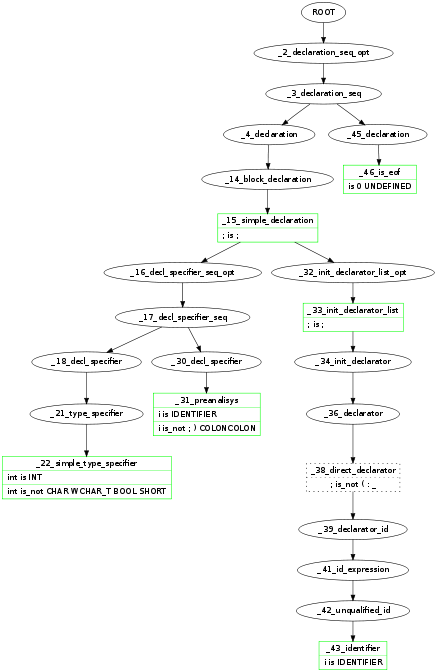 ROOT
_2_declaration_seq_opt
_3_declaration_seq
_4_declaration
_45_declaration
_14_block_declaration
_46_is_eof
is 0 UNDEFINED
_15_simple_declaration
; is ;
_16_decl_specifier_seq_opt
_32_init_declarator_list_opt
_17_decl_specifier_seq
_33_init_declarator_list
; is ;
_18_decl_specifier
_30_decl_specifier
_34_init_declarator
_21_type_specifier
_31_preanalisys
i is IDENTIFIER
i is_not ; ) COLONCOLON
_36_declarator
_22_simple_type_specifier
int is INT
int is_not CHAR WCHAR_T BOOL SHORT
_38_direct_declarator
; is_not ( : _
_39_declarator_id
_41_id_expression
_42_unqualified_id
_43_identifier
i is IDENTIFIER